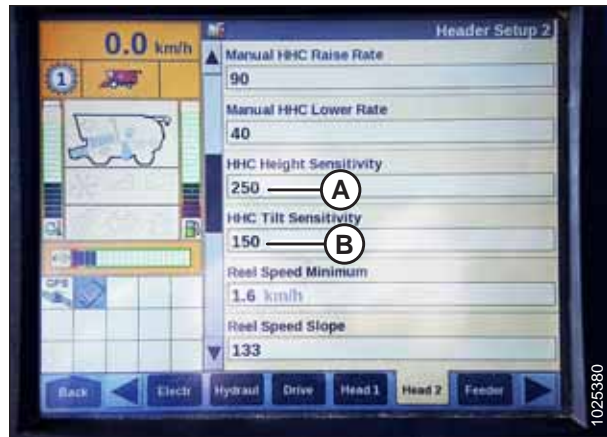 Header Setup 2
0.0 km/h
1
Manual HHC Raise Rate
90
Manual HHC Lower Rate
40
HHC Height Sensitivity
250
A
HHC Tilt Sensitivity
150
B
Reel Speed Minimum
1.6 km/h
Reel Speed Slope
133
GPS
Back
Electr
Hydraul
Drive
Head 1
Head 2
Feeder
1025380